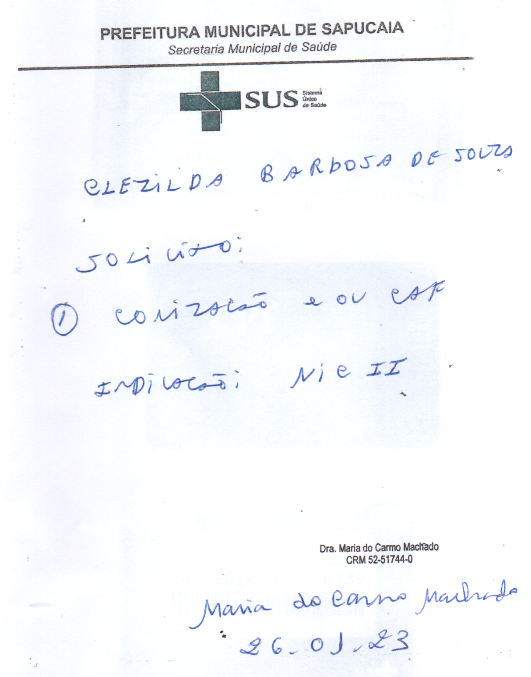 PREFEITURA MUNICIPAL DE SAPUCAIA
Secretaria Municipal de Saúde
SUS Sistema
Único
de Saúde
CLEZILDA BARBOSA DE SOUZA
SOLICITO:
1 CONIZAÇÃO e OU CAF
INDICAÇÃO: NIC II
Dra. Maria do Carmo Machado
CRM 52-51744-0
Maria do Carmo Machado
26.01.23